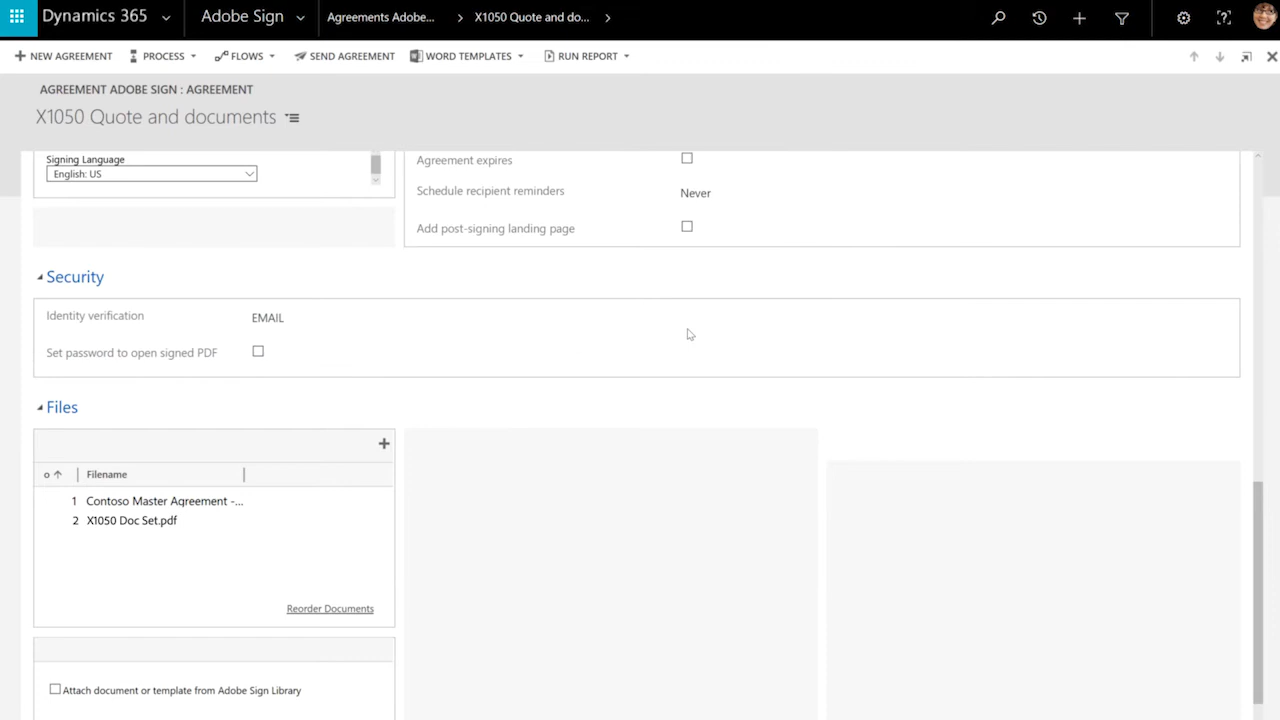 Dynamics 365 Adobe Sign Agreements Adobe... X1050 Quote and do...
NEW AGREEMENT PROCESS FLOWS SEND AGREEMENT WORD TEMPLATES RUN REPORT
AGREEMENT ADOBE SIGN : AGREEMENT
X1050 Quote and documents
Signing Language
English: US
Agreement expires
Schedule recipient reminders Never
Add post-signing landing page
Security
Identity verification EMAIL
Set password to open signed PDF
Files
o Filename
1 Contoso Master Agreement -...
2 X1050 Doc Set.pdf
Reorder Documents
Attach document or template from Adobe Sign Library